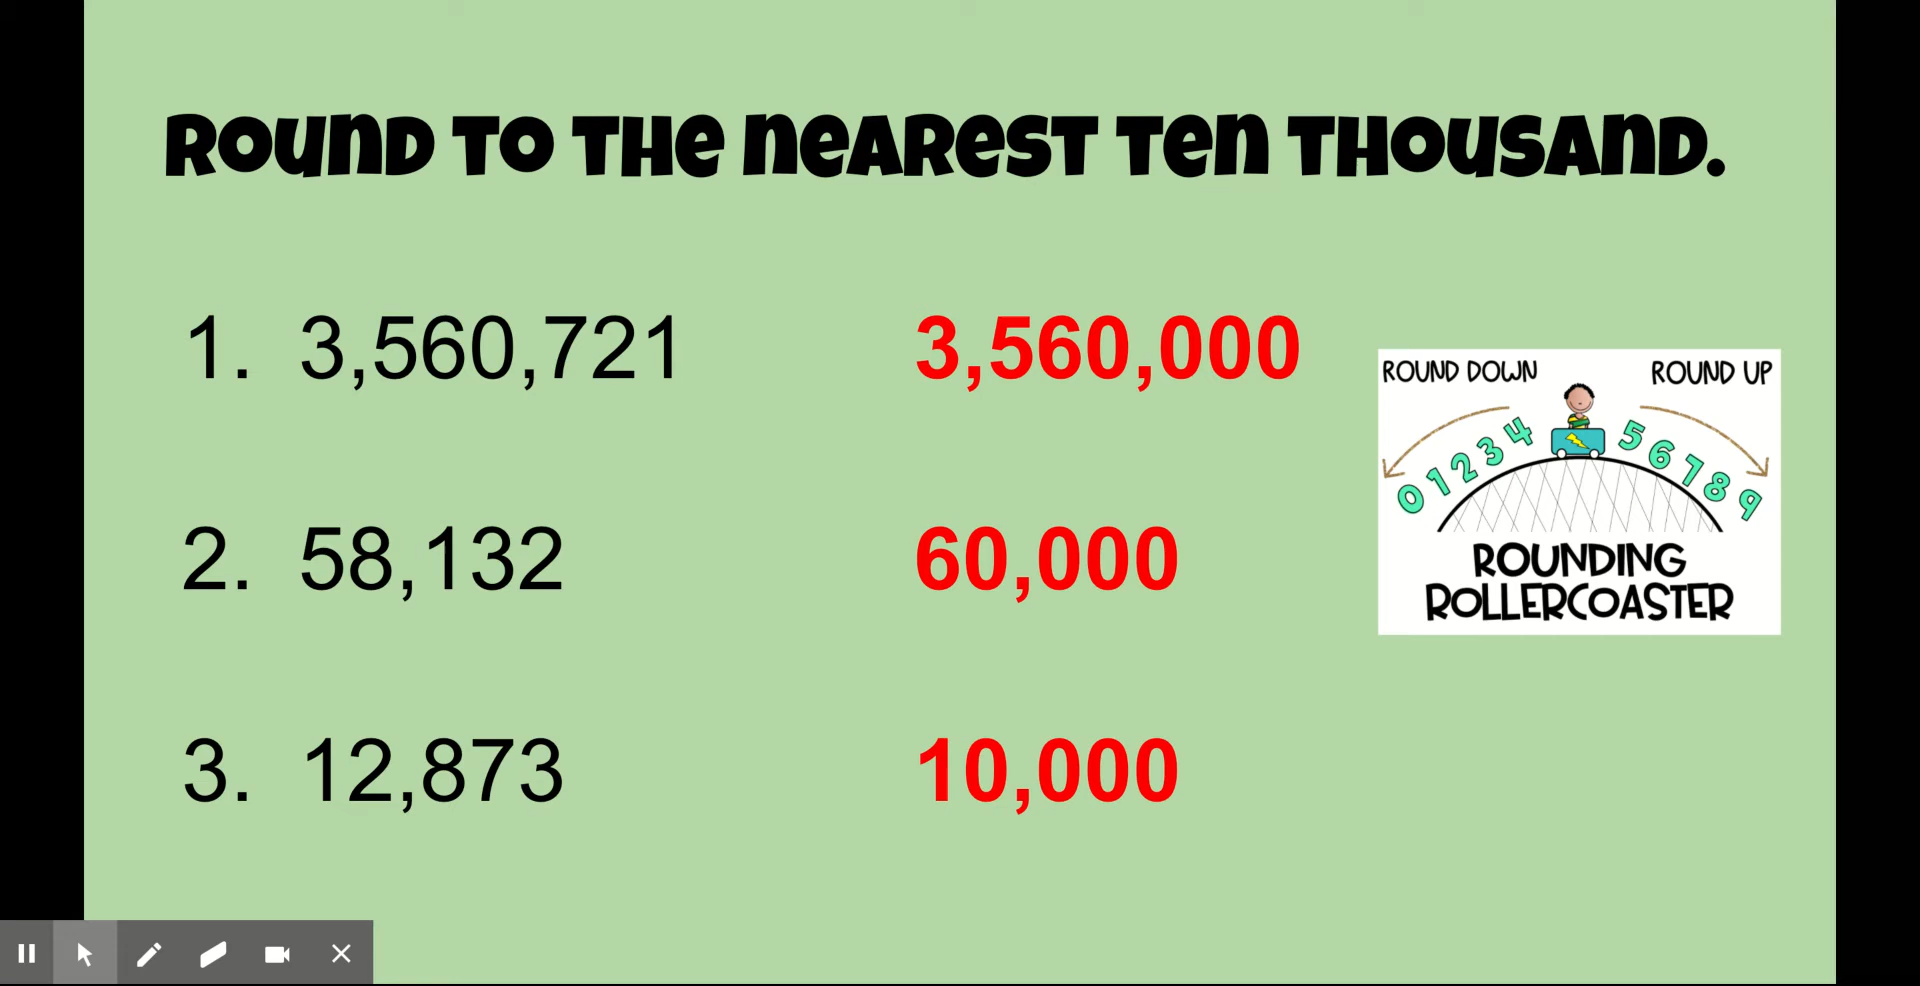 ROUND TO THE NEAREST TEN THOUSAND.
1. 3,560,721 3,560,000
ROUND DOWN ROUND UP
0 1 2 3 4 5 6 7 8 9
2. 58,132 60,000
ROUNDING
ROLLERCOASTER
3. 12,873 10,000